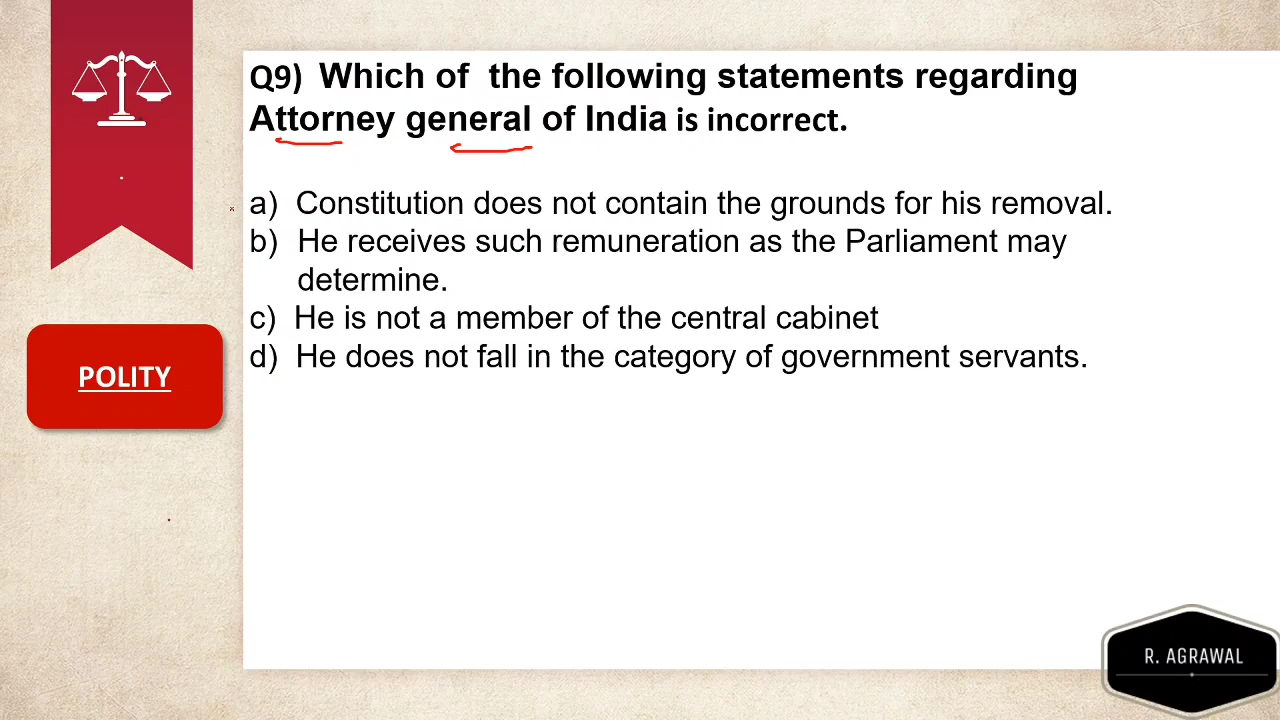 Q9) Which of the following statements regarding
Attorney general of India is incorrect.
a) Constitution does not contain the grounds for his removal.
b) He receives such remuneration as the Parliament may
determine.
c) He is not a member of the central cabinet
d) He does not fall in the category of government servants.
POLITY
R. AGRAWAL